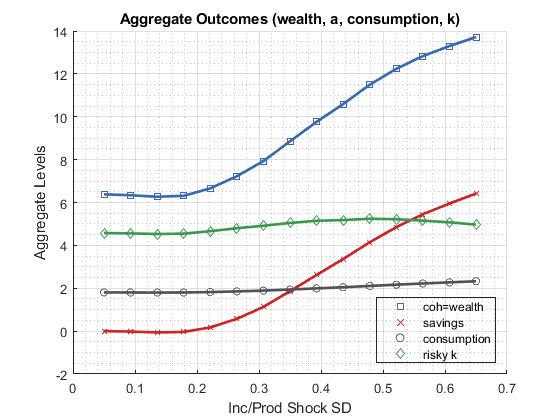 Aggregate Outcomes (wealth, a, consumption, k)
14
12
10
8
6
4
2
0
-2
Aggregate Levels
0
0.1
0.2
0.3
0.4
0.5
0.6
0.7
Inc/Prod Shock SD
coh=wealth
savings
consumption
risky k